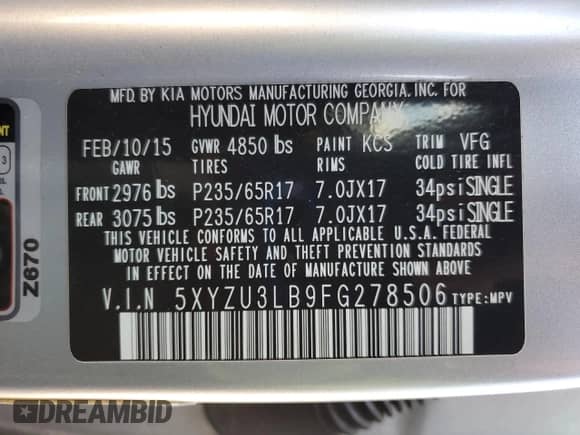 MFD. BY KIA MOTORS MANUFACTURING GEORGIA, INC. FOR
HYUNDAI MOTOR COMPANY
FEB/10/15 GVWR 4850 lbs PAINT KCS TRIM VFG
GAWR TIRES RIMS COLD TIRE INFL
FRONT 2976 lbs P235/65R17 7.0JX17 34psi SINGLE
REAR 3075 lbs P235/65R17 7.0JX17 34psi SINGLE
THIS VEHICLE CONFORMS TO ALL APPLICABLE U.S.A. FEDERAL
MOTOR VEHICLE SAFETY AND THEFT PREVENTION STANDARDS
IN EFFECT ON THE DATE OF MANUFACTURE SHOWN ABOVE.
V.I.N 5XYZU3LB9FG278506 TYPE:MPV
Z670
3
DREAMBID